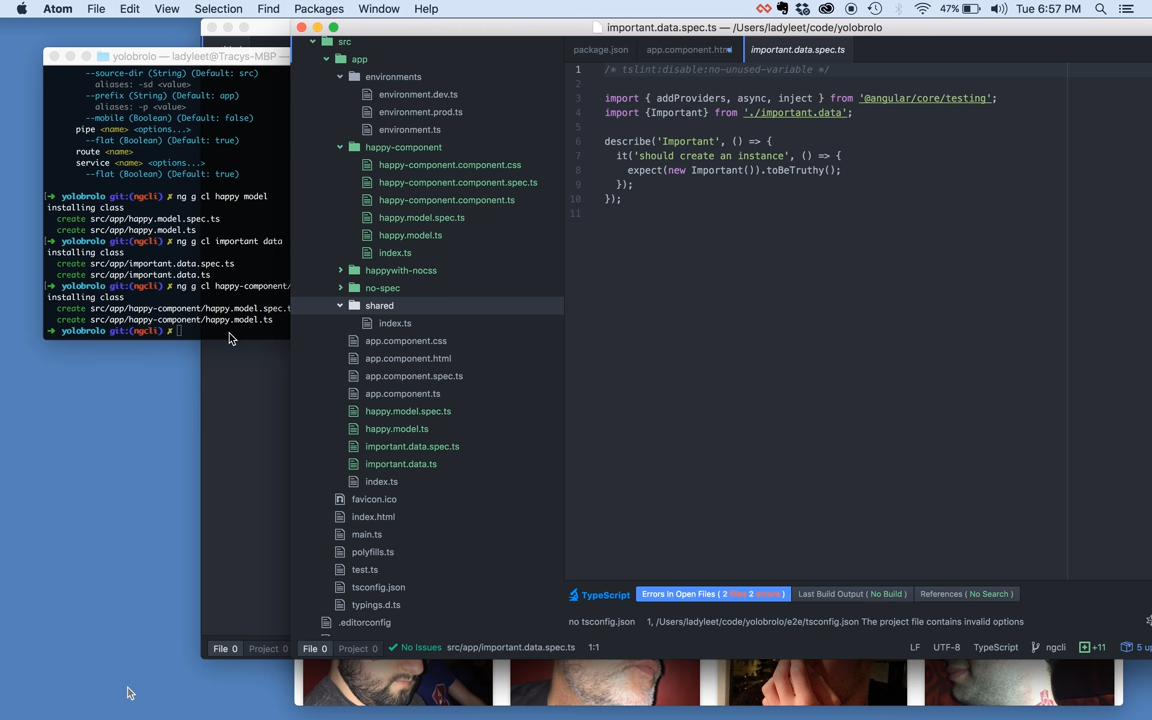 Atom File Edit View Selection Find Packages Window Help 47% Tue 6:57 PM
important.data.spec.ts — /Users/ladyleet/code/yolobrolo
yolobrolo — ladyleet@Tracys-MBP —
--source-dir (String) (Default: src)
aliases: -sd <value>
--prefix (String) (Default: app)
aliases: -p <value>
--mobile (Boolean) (Default: false)
pipe <name> <options...>
--flat (Boolean) (Default: true)
route <name>
service <name> <options...>
--flat (Boolean) (Default: true)
[➜ yolobrolo git:(ngcli) ✗ ng g cl happy model
installing class
create src/app/happy.model.spec.ts
create src/app/happy.model.ts
[➜ yolobrolo git:(ngcli) ✗ ng g cl important data
installing class
create src/app/important.data.spec.ts
create src/app/important.data.ts
[➜ yolobrolo git:(ngcli) ✗ ng g cl happy-component/
installing class
create src/app/happy-component/happy.model.spec.t
create src/app/happy-component/happy.model.ts
➜ yolobrolo git:(ngcli) ✗
src
app
environments
environment.dev.ts
environment.prod.ts
environment.ts
happy-component
happy-component.component.css
happy-component.component.spec.ts
happy-component.component.ts
happy.model.spec.ts
happy.model.ts
index.ts
happywith-nocss
no-spec
shared
index.ts
app.component.css
app.component.html
app.component.spec.ts
app.component.ts
happy.model.spec.ts
happy.model.ts
important.data.spec.ts
important.data.ts
index.ts
favicon.ico
index.html
main.ts
polyfills.ts
test.ts
tsconfig.json
typings.d.ts
.editorconfig
package.json app.component.html important.data.spec.ts
1 /* tslint:disable:no-unused-variable */
2
3 import { addProviders, async, inject } from '@angular/core/testing';
4 import {Important} from './important.data';
5
6 describe('Important', () => {
7 it('should create an instance', () => {
8 expect(new Important()).toBeTruthy();
9 });
10 });
11
TypeScript Errors In Open Files ( 2 files 2 errors ) Last Build Output ( No Build ) References ( No Search )
no tsconfig.json 1, /Users/ladyleet/code/yolobrolo/e2e/tsconfig.json The project file contains invalid options
File 0 Project 0
File 0 Project 0 No Issues src/app/important.data.spec.ts 1:1 LF UTF-8 TypeScript ngcli +11 5 up